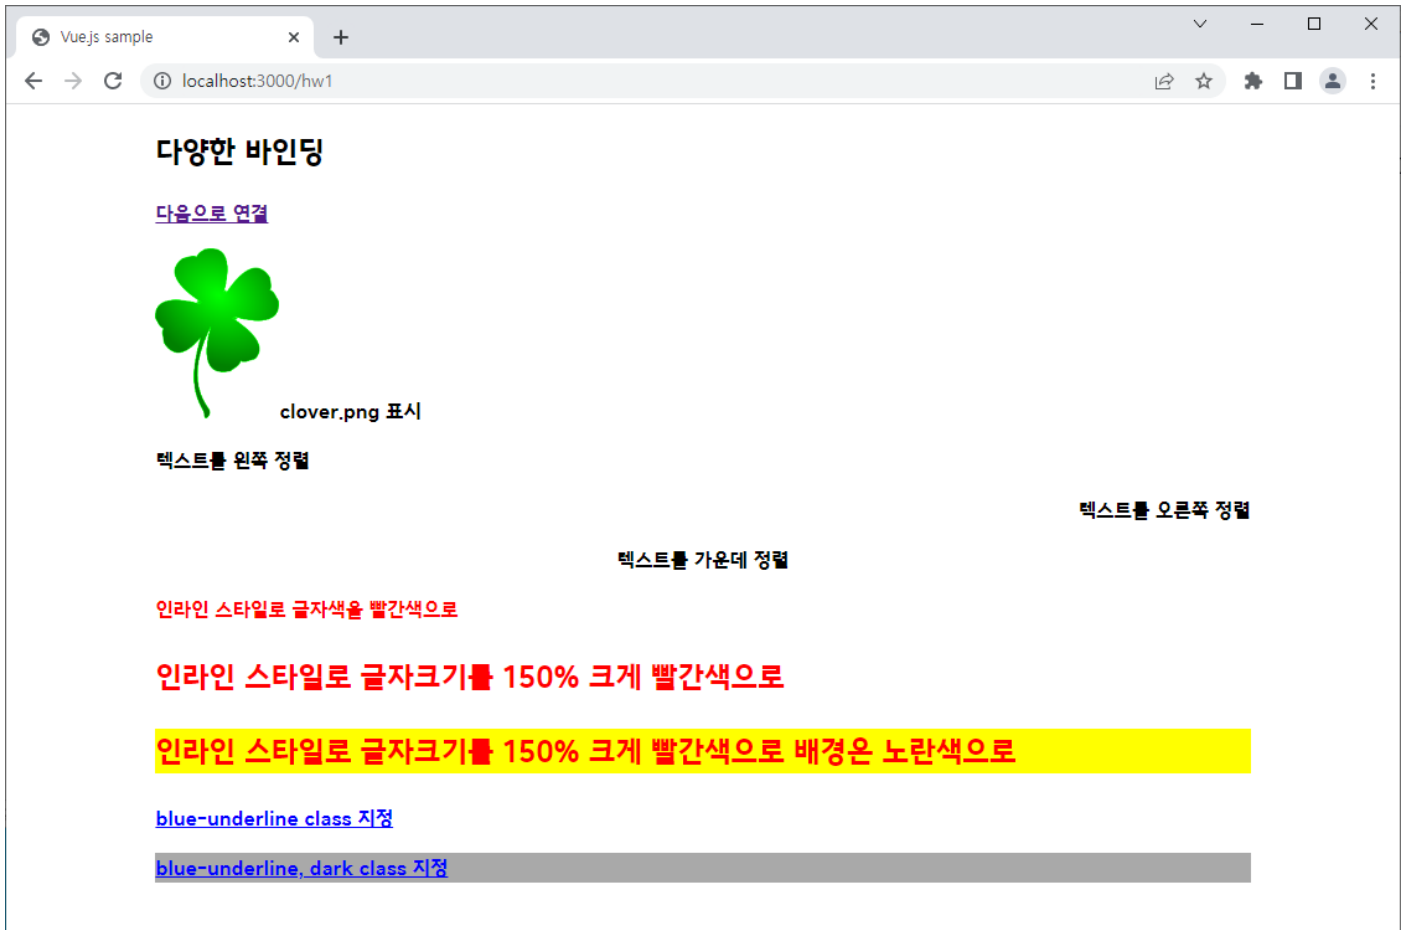 Vue.js sample
localhost:3000/hw1
다양한 바인딩
다음으로 연결
clover.png 표시
텍스트를 왼쪽 정렬
텍스트를 오른쪽 정렬
텍스트를 가운데 정렬
인라인 스타일로 글자색을 빨간색으로
인라인 스타일로 글자크기를 150% 크게 빨간색으로
인라인 스타일로 글자크기를 150% 크게 빨간색으로 배경은 노란색으로
blue-underline class 지정
blue-underline, dark class 지정